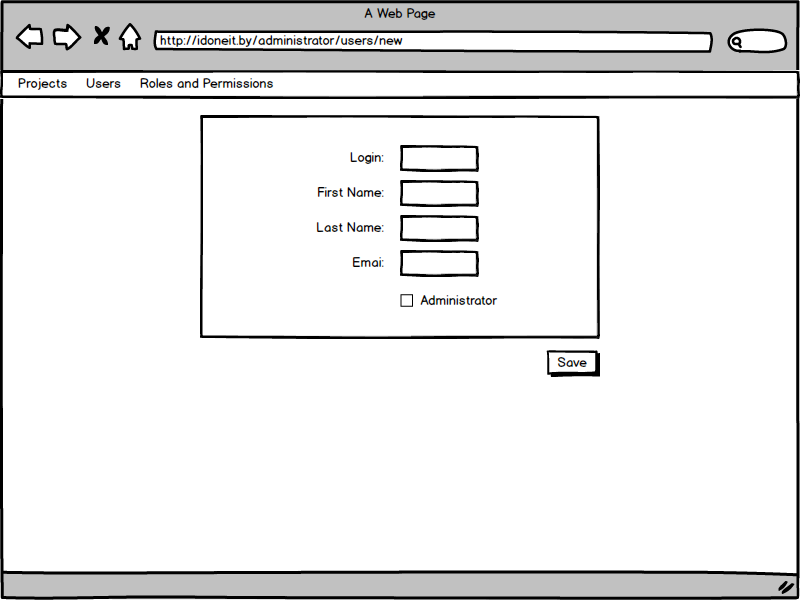 A Web Page
http://idoneit.by/administrator/users/new
Projects Users Roles and Permissions
Login:
First Name:
Last Name:
Emai:
Administrator
Save